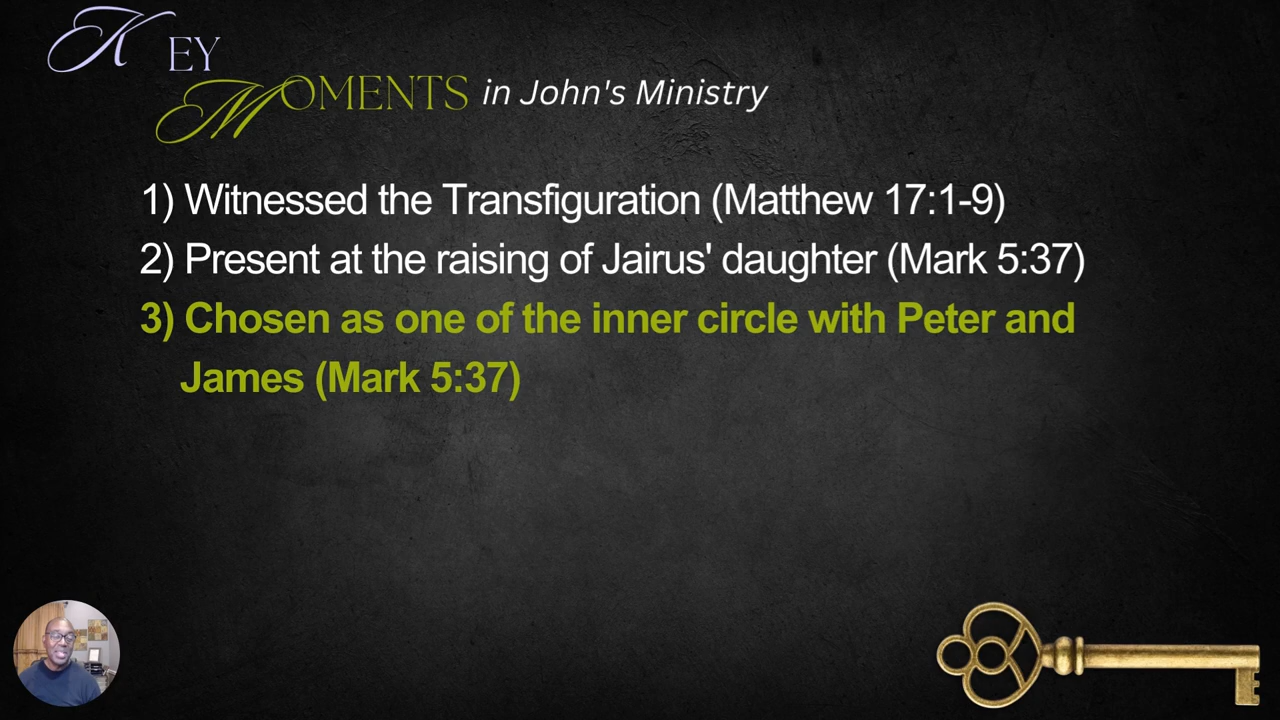 KEY
MOMENTS in John's Ministry
1) Witnessed the Transfiguration (Matthew 17:1-9)
2) Present at the raising of Jairus' daughter (Mark 5:37)
3) Chosen as one of the inner circle with Peter and
James (Mark 5:37)